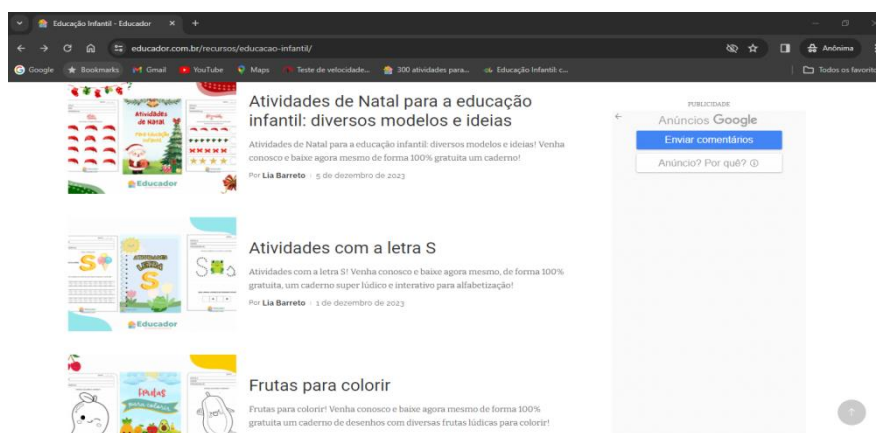 Educação Infantil - Educador
educador.com.br/recursos/educacao-infantil/
Anônima
Google
Bookmarks
Gmail
YouTube
Maps
Teste de velocidade...
300 atividades para...
Educação Infantil: c...
Todos os favorit
Atividades
de Natal
Educador
Atividades de Natal para a educação
infantil: diversos modelos e ideias
Atividades de Natal para a educação infantil: diversos modelos e ideias! Venha
conosco e baixe agora mesmo de forma 100% gratuita um caderno!
Por Lia Barreto | 5 de dezembro de 2023
PUBLICIDADE
Anúncios Google
Enviar comentários
Anúncio? Por quê?
ATIVIDADES
LETRA
S
Educador
Atividades com a letra S
Atividades com a letra S! Venha conosco e baixe agora mesmo, de forma 100%
gratuita, um caderno super lúdico e interativo para alfabetização!
Por Lia Barreto | 1 de dezembro de 2023
Frutas
para colorir
Frutas para colorir
Frutas para colorir! Venha conosco e baixe agora mesmo de forma 100%
gratuita um caderno de desenhos com diversas frutas lúdicas para colorir!